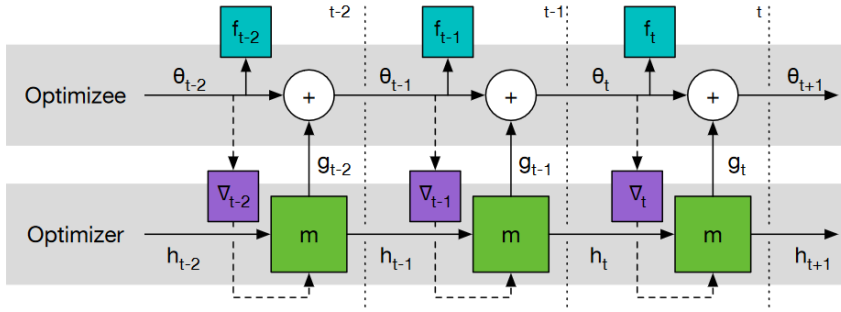 t-2
t-1
t
f_{t-2}
f_{t-1}
f_t
Optimizee
θ_{t-2}
+
θ_{t-1}
+
θ_t
+
θ_{t+1}
g_{t-2}
g_{t-1}
g_t
∇_{t-2}
∇_{t-1}
∇_t
Optimizer
m
m
m
h_{t-2}
h_{t-1}
h_t
h_{t+1}